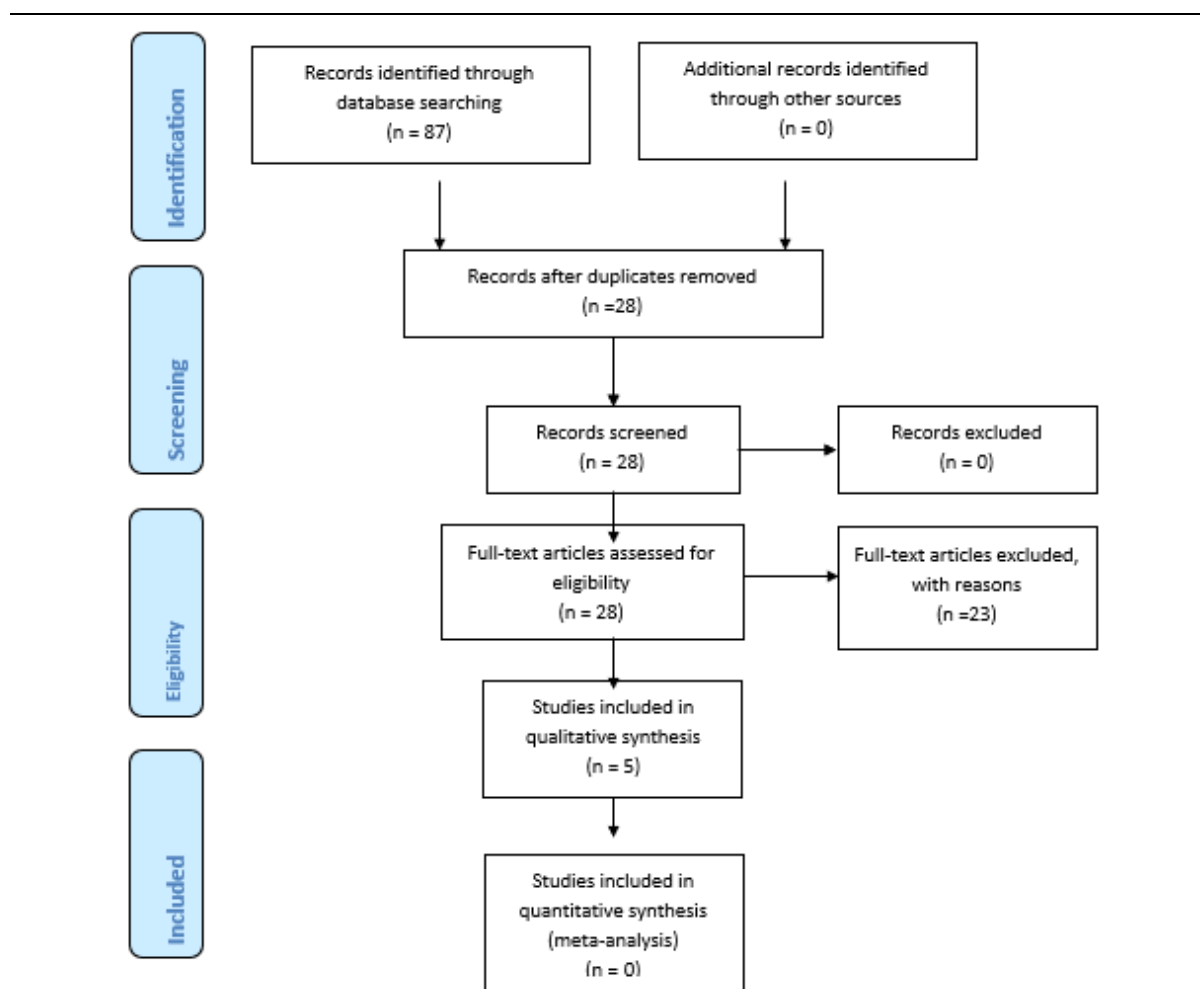 Identification
Records identified through
database searching
(n = 87)
Additional records identified
through other sources
(n = 0)
Records after duplicates removed
(n =28)
Screening
Records screened
(n = 28)
Records excluded
(n = 0)
Eligibility
Full-text articles assessed for
eligibility
(n = 28)
Full-text articles excluded,
with reasons
(n =23)
Studies included in
qualitative synthesis
(n = 5)
Included
Studies included in
quantitative synthesis
(meta-analysis)
(n = 0)